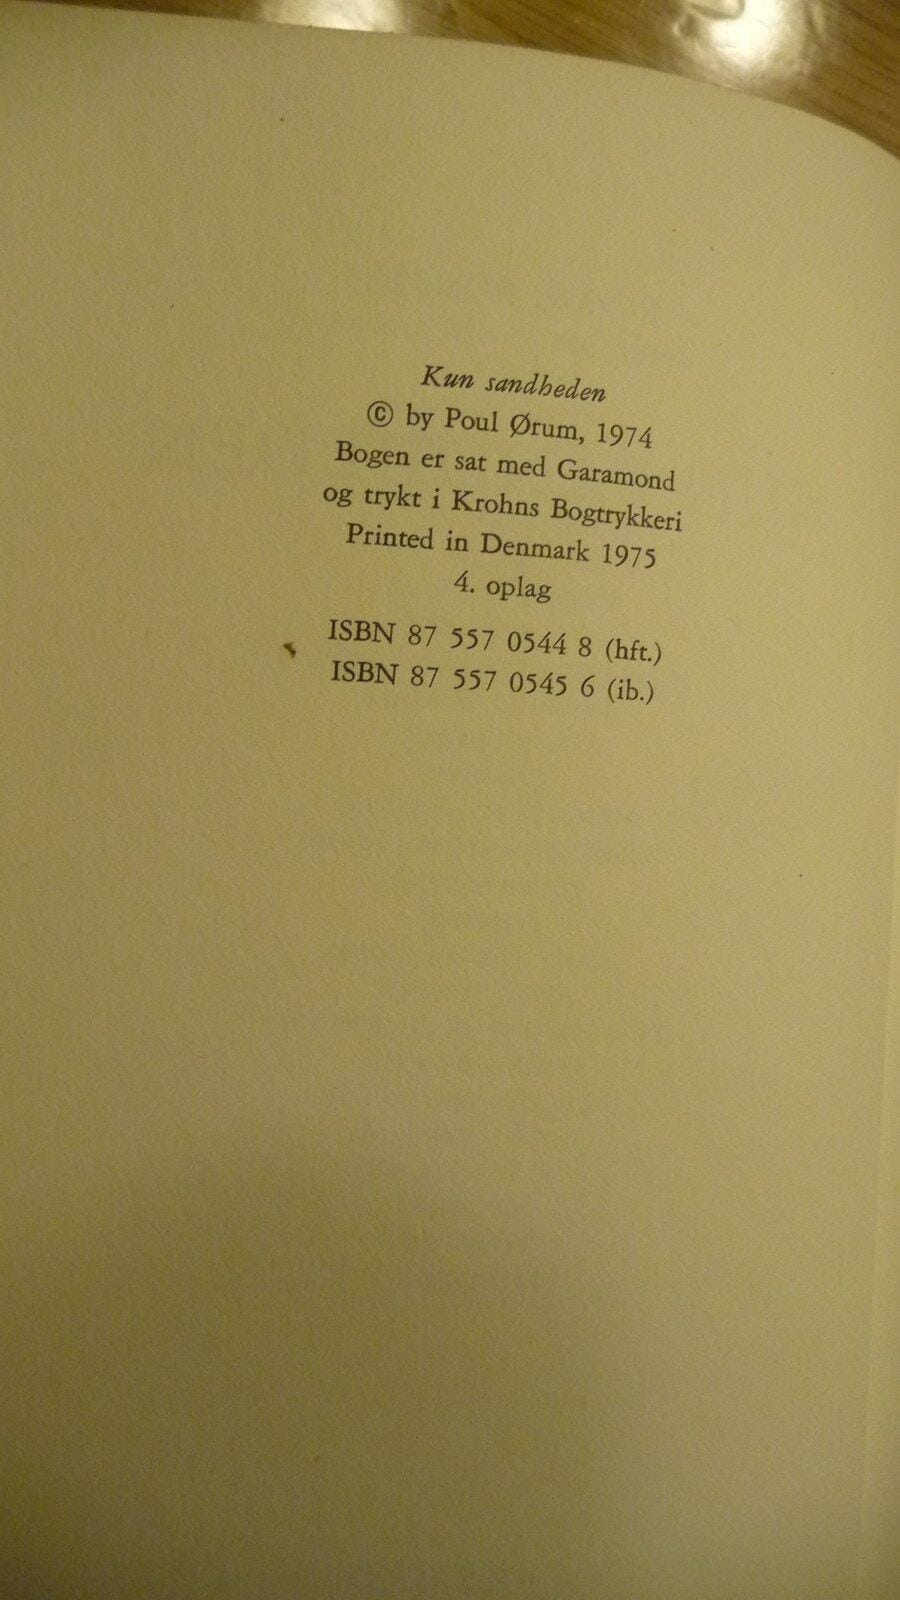 Kun sandheden
© by Poul Ørum, 1974
Bogen er sat med Garamond
og trykt i Krohns Bogtrykkeri
Printed in Denmark 1975
4. oplag
ISBN 87 557 0544 8 (hft.)
ISBN 87 557 0545 6 (ib.)